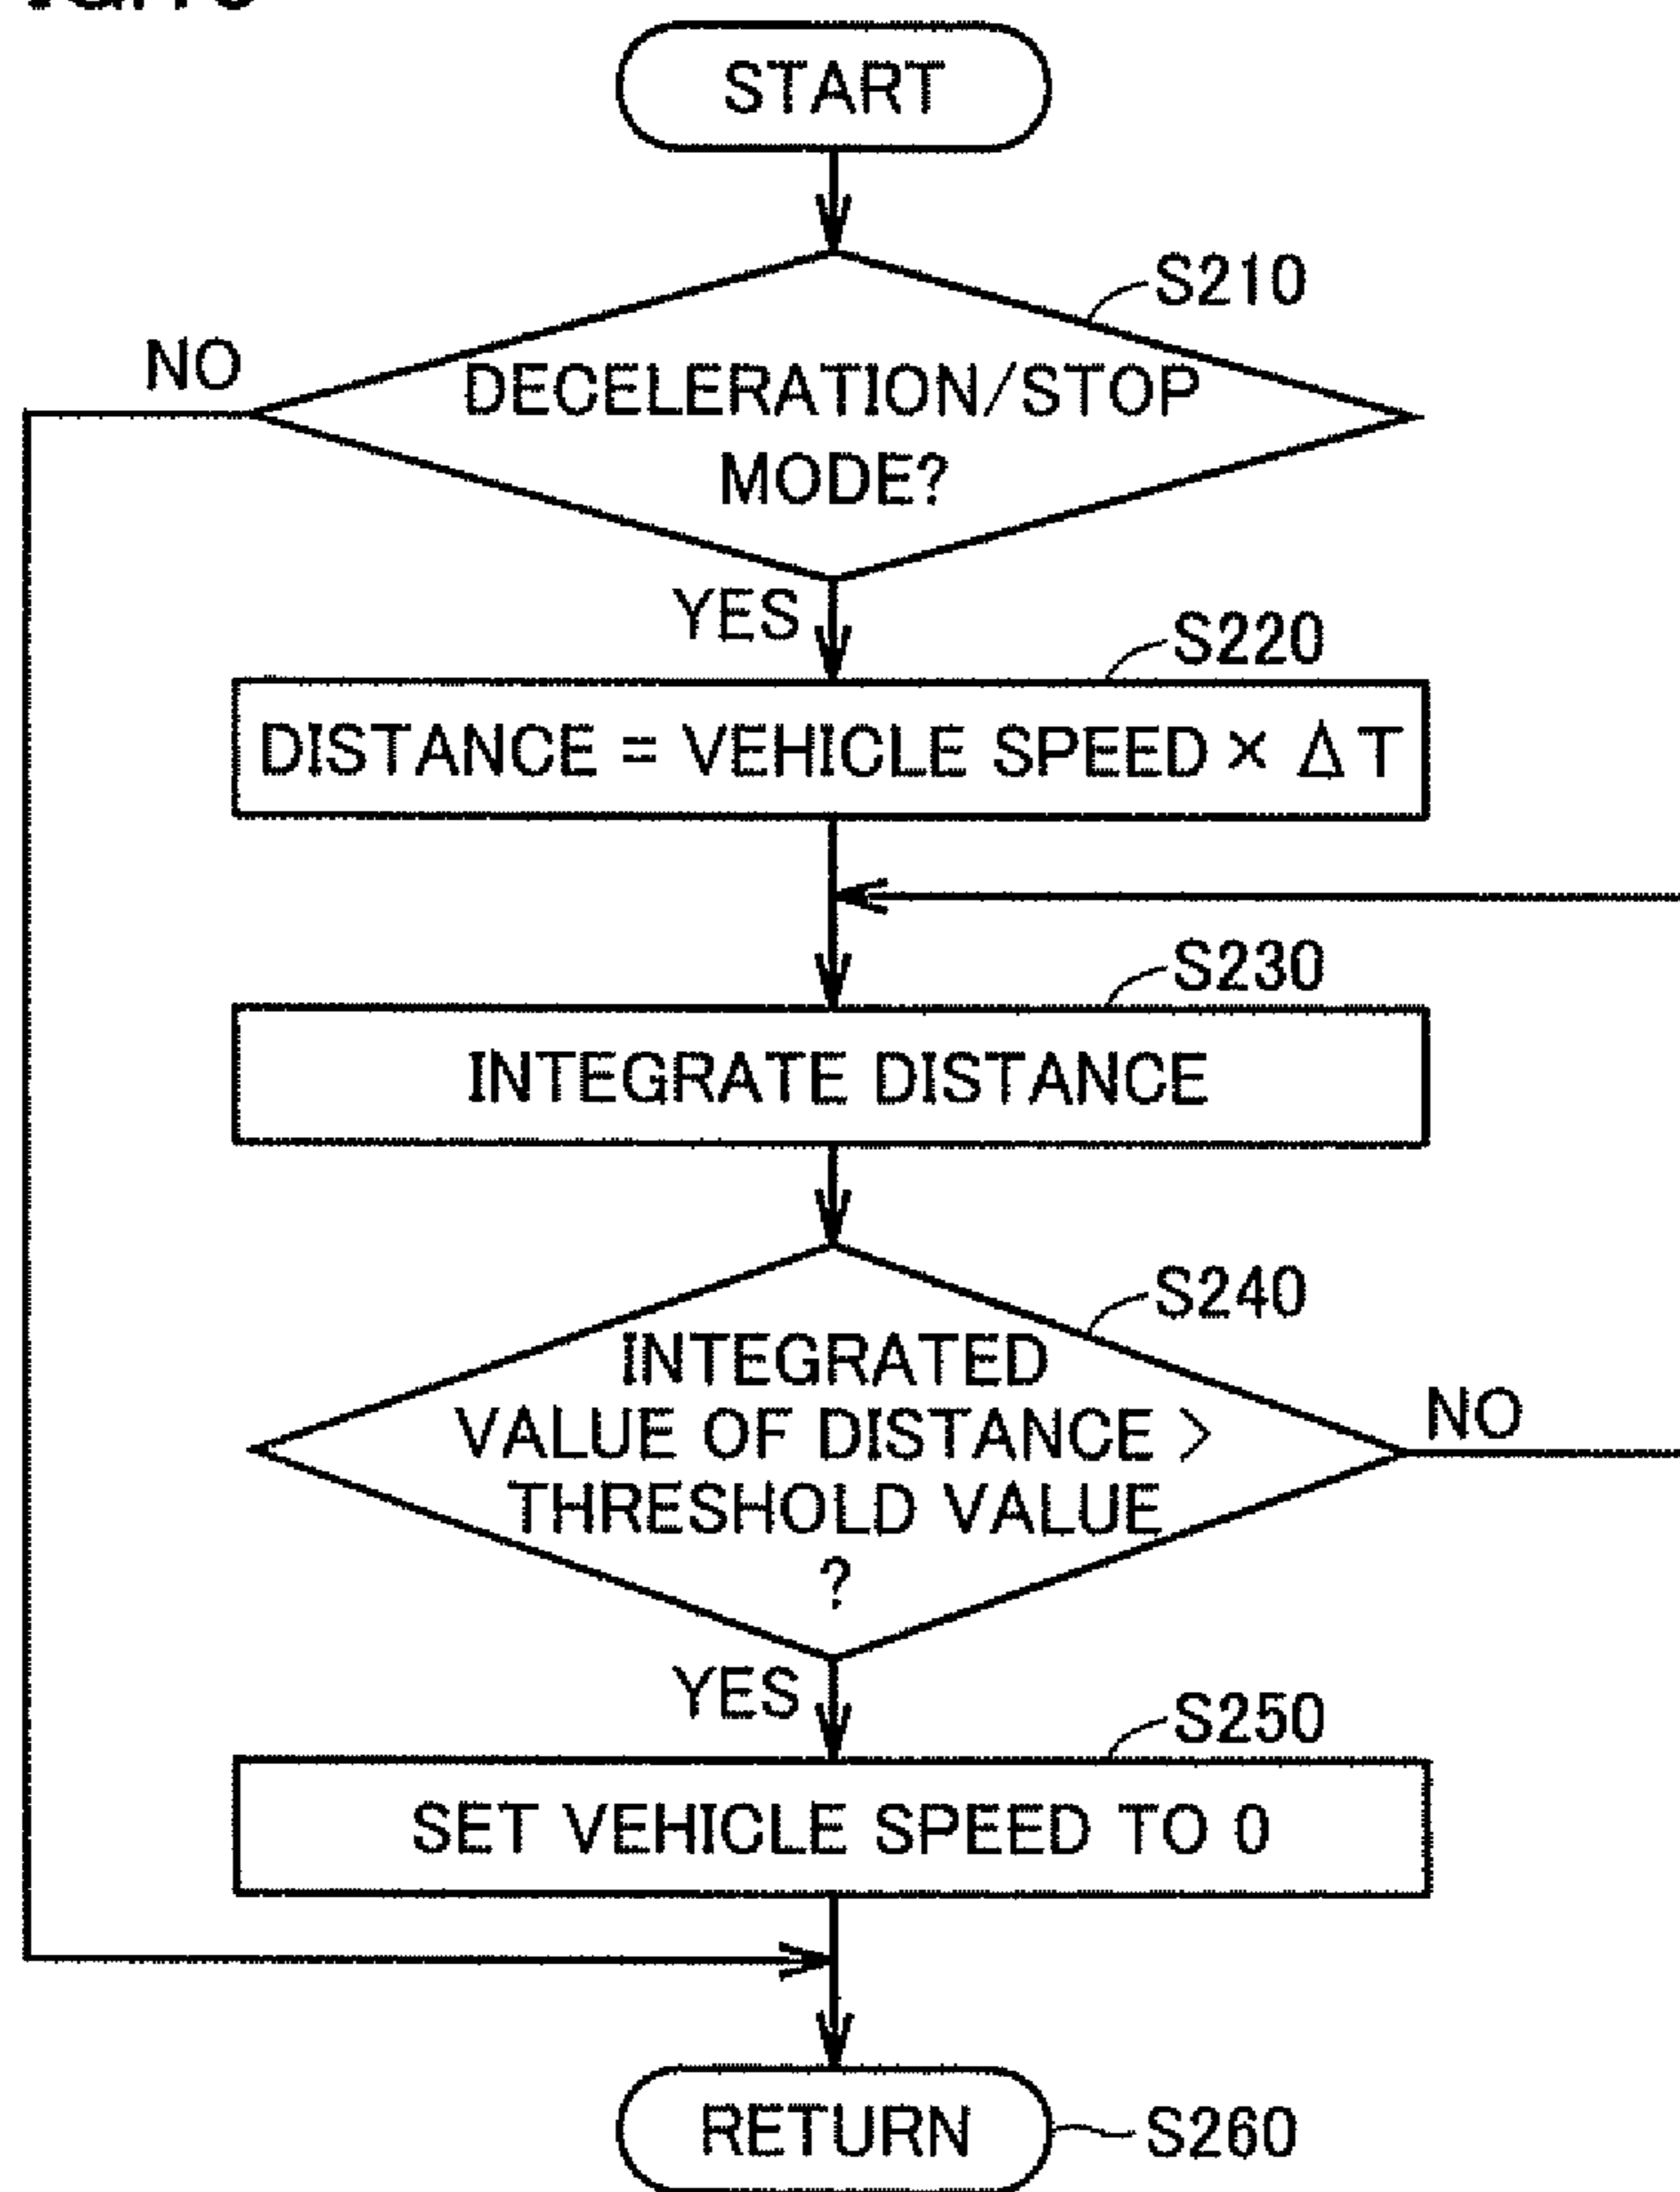 START
S210
NO
DECELERATION/STOP
MODE?
YES
S220
DISTANCE = VEHICLE SPEED × ΔT
S230
INTEGRATE DISTANCE
S240
INTEGRATED
VALUE OF DISTANCE >
THRESHOLD VALUE
?
NO
YES
S250
SET VEHICLE SPEED TO 0
RETURN
S260